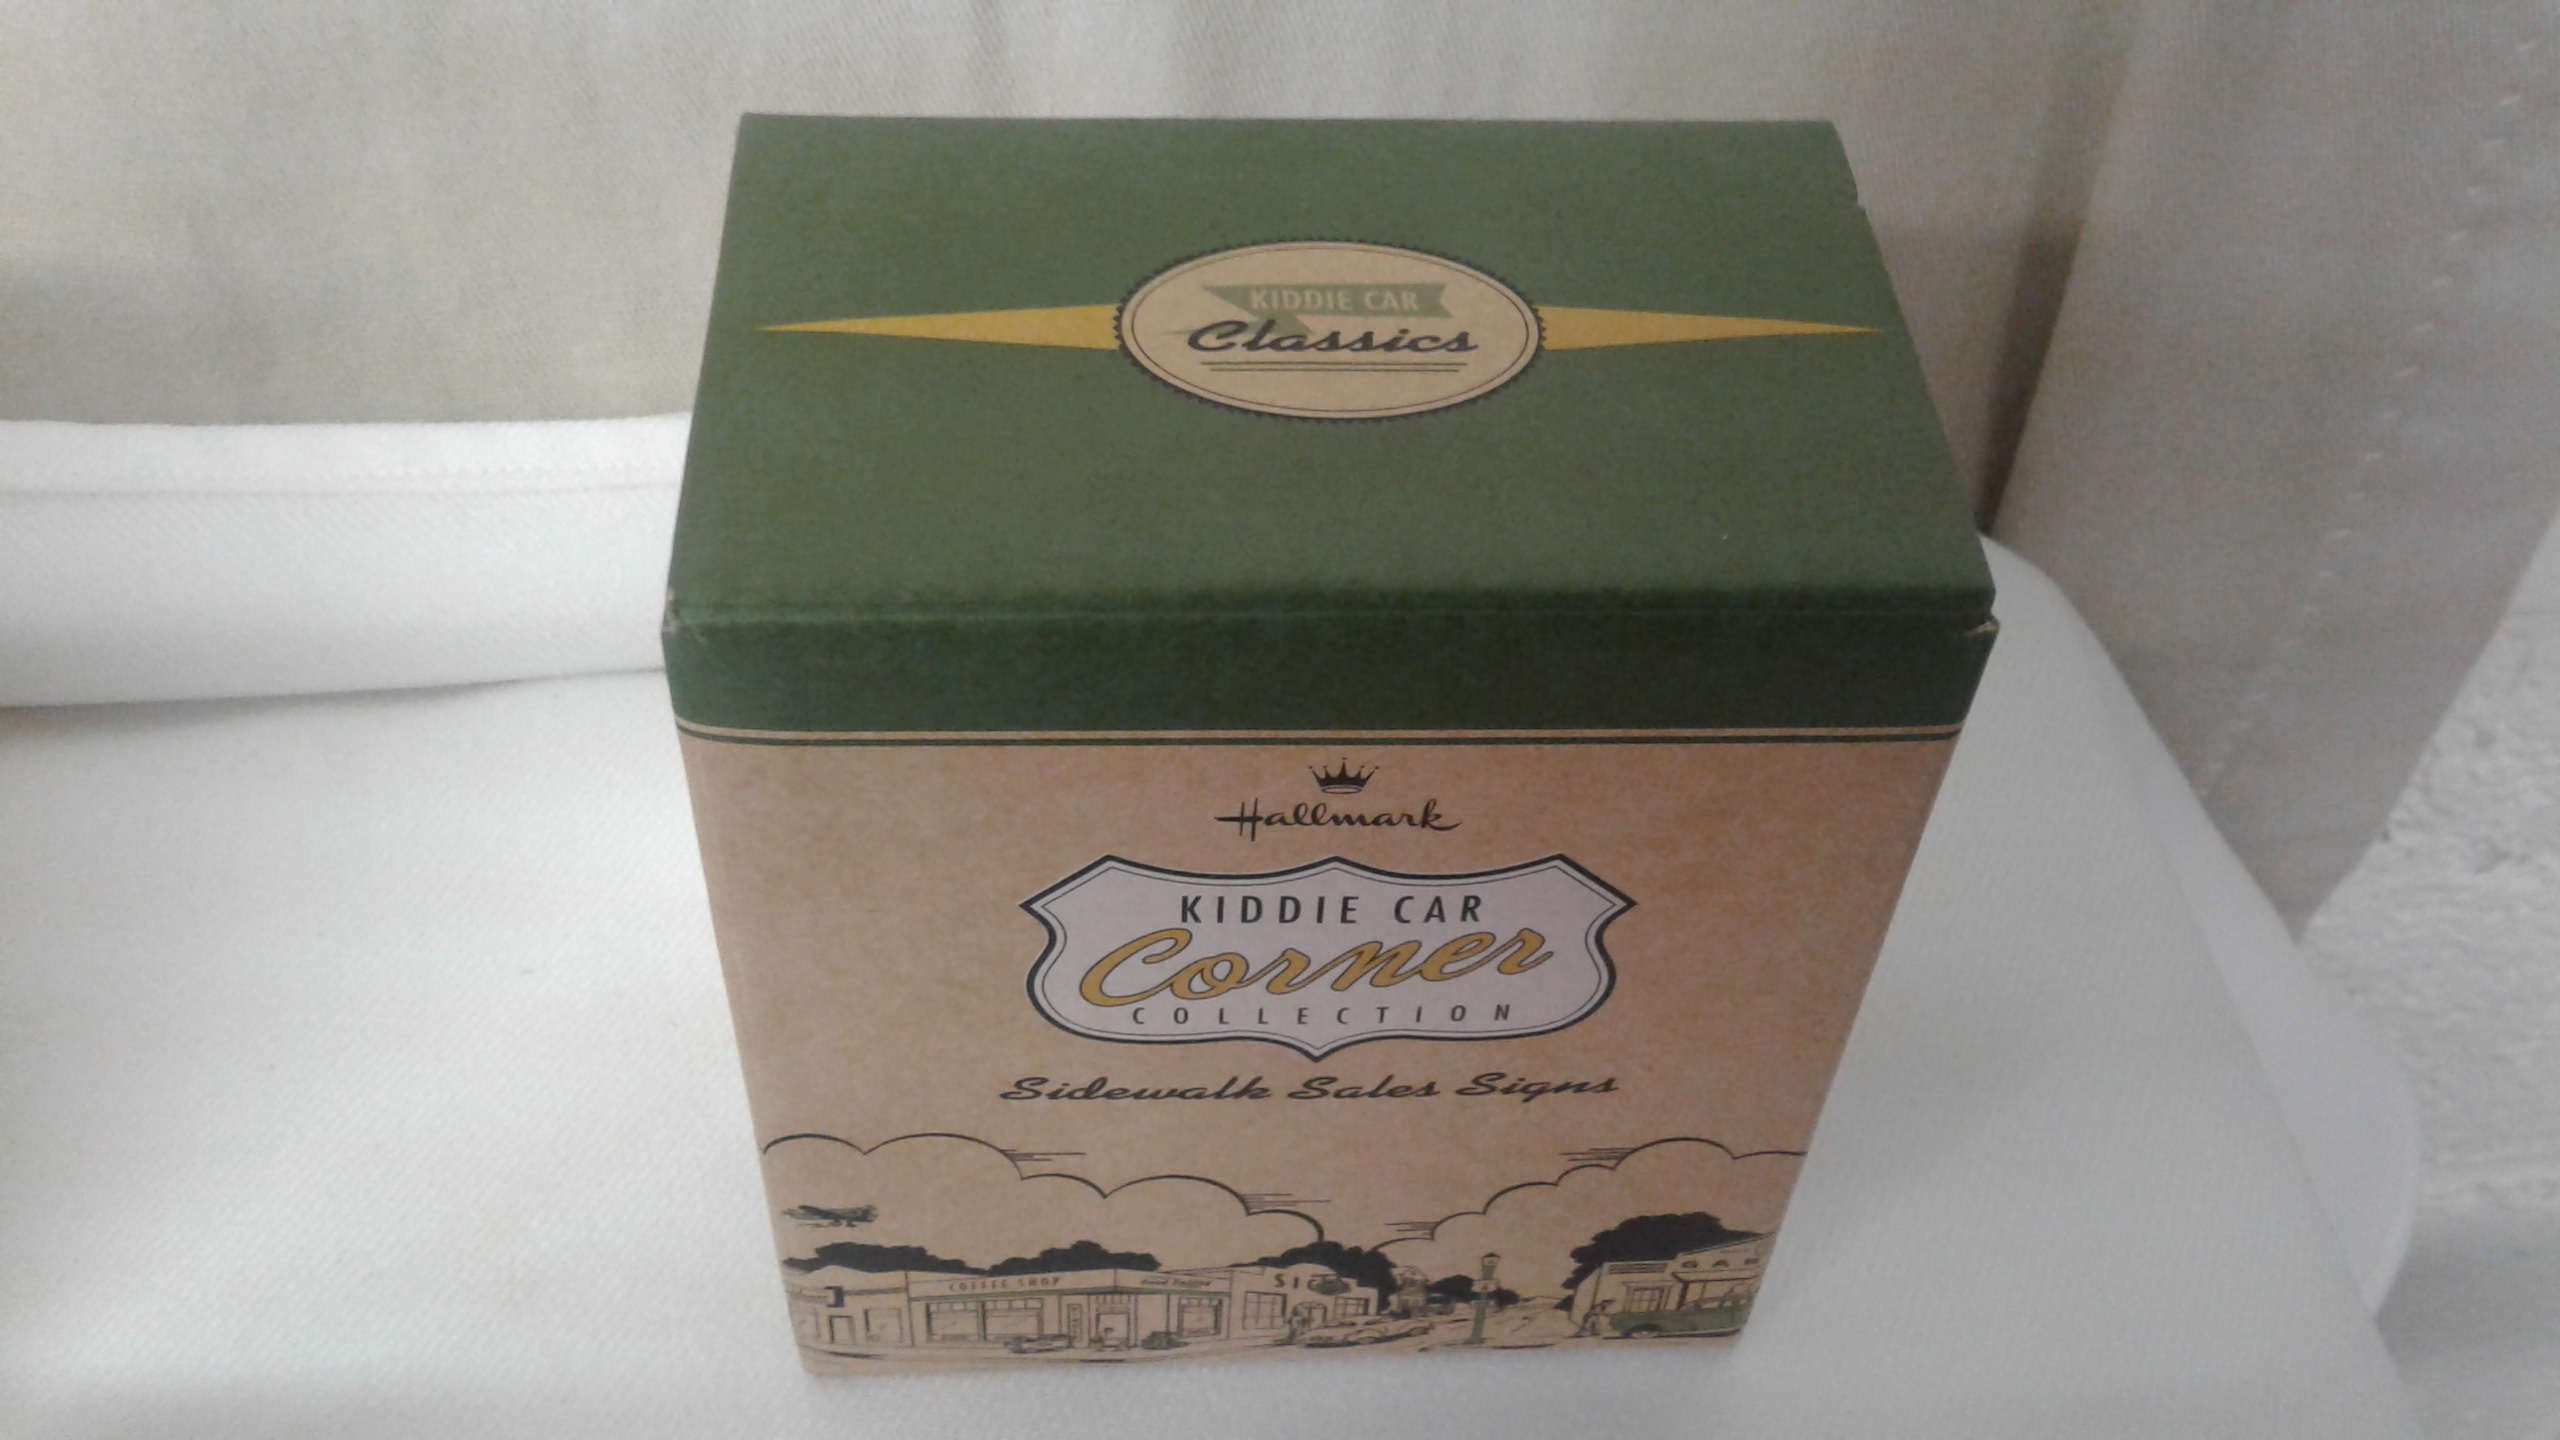 KIDDIE CAR
Classics
Hallmark
KIDDIE CAR
Corner
COLLECTION
Sidewalk Sales Signs
COFFEE SHOP